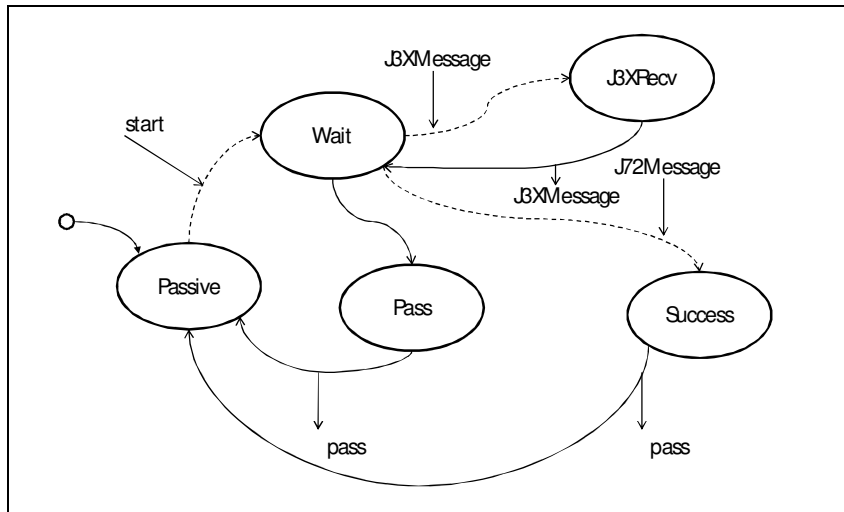 J3XMessage
J3XRecv
start
Wait
J72Message
J3XMessage
Passive
Pass
Success
pass
pass